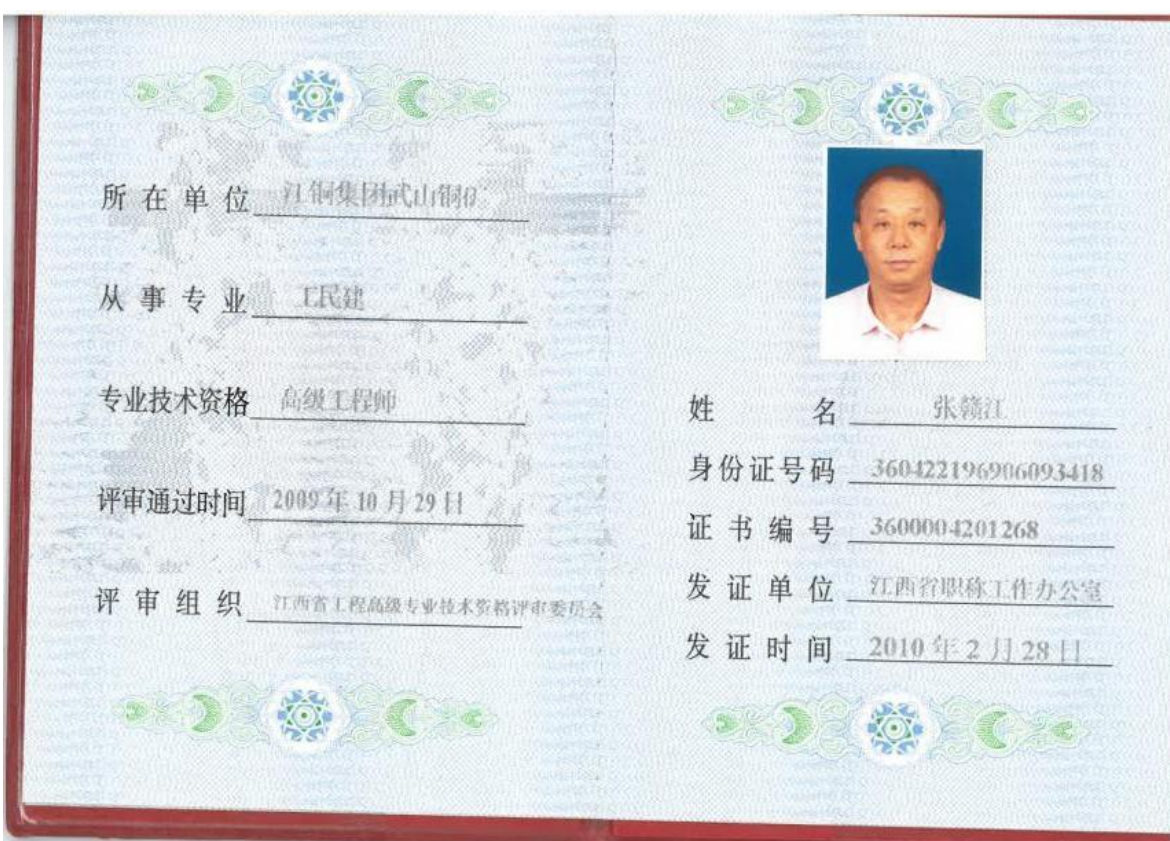 所在单位 江铜集团武山铜矿
从事专业 工民建
专业技术资格 高级工程师
评审通过时间 2009年10月29日
评审组织 江西省工程高级专业技术资格评审委员会
姓名 张赣江
身份证号码 360422196906093418
证书编号 3600004201268
发证单位 江西省职称工作办公室
发证时间 2010年2月28日